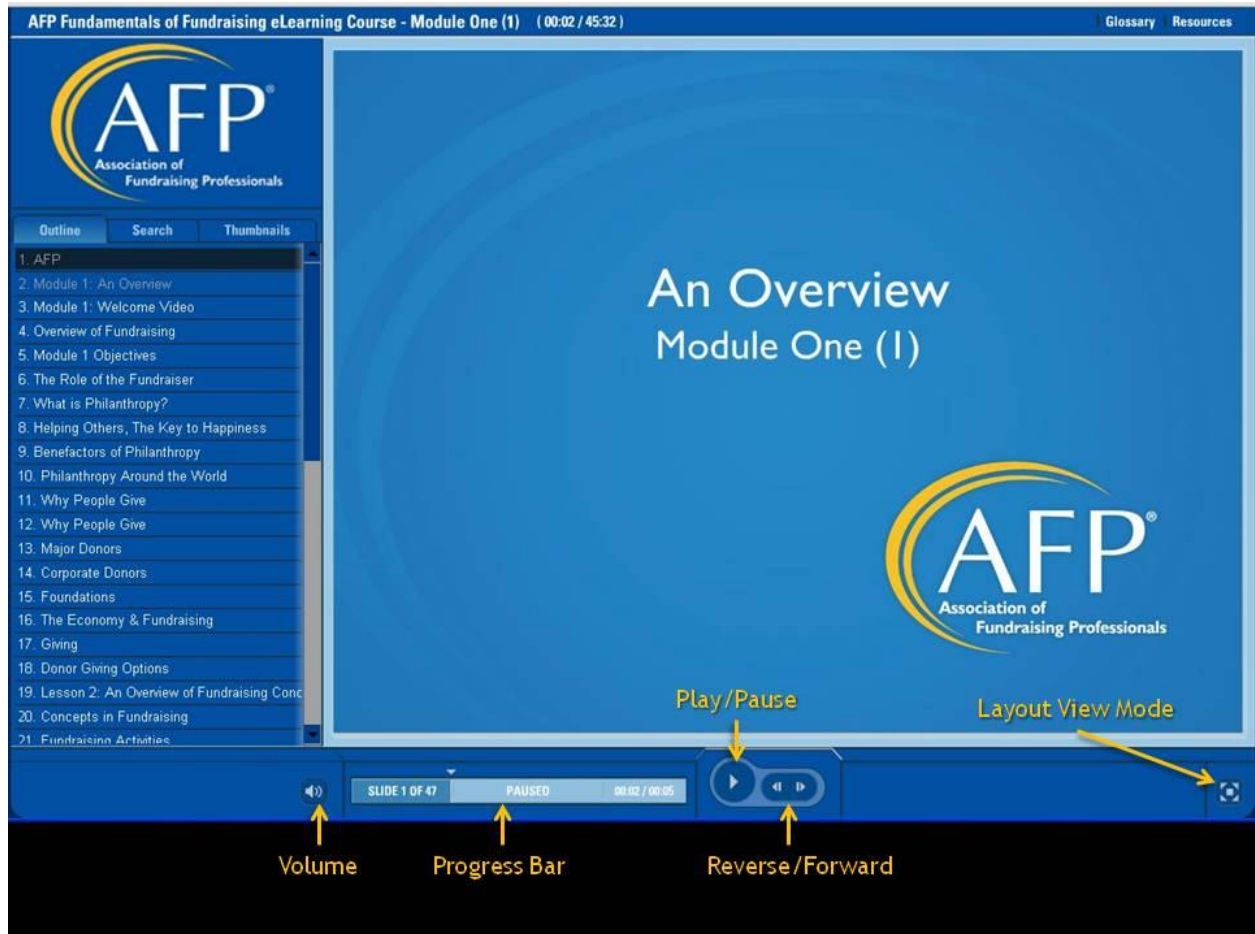 AFP Fundamentals of Fundraising eLearning Course - Module One (1) ( 00:02 / 45:32 )
Glossary Resources
AFP®
Association of
Fundraising Professionals
Outline Search Thumbnails
1. AFP
2. Module 1: An Overview
3. Module 1: Welcome Video
4. Overview of Fundraising
5. Module 1 Objectives
6. The Role of the Fundraiser
7. What is Philanthropy?
8. Helping Others, The Key to Happiness
9. Benefactors of Philanthropy
10. Philanthropy Around the World
11. Why People Give
12. Why People Give
13. Major Donors
14. Corporate Donors
15. Foundations
16. The Economy & Fundraising
17. Giving
18. Donor Giving Options
19. Lesson 2: An Overview of Fundraising Conc
20. Concepts in Fundraising
21. Fundraising Activities
An Overview
Module One (1)
AFP®
Association of
Fundraising Professionals
Play/Pause
Layout View Mode
SLIDE 1 OF 47 PAUSED 00:02 / 00:05
Volume
Progress Bar
Reverse/Forward